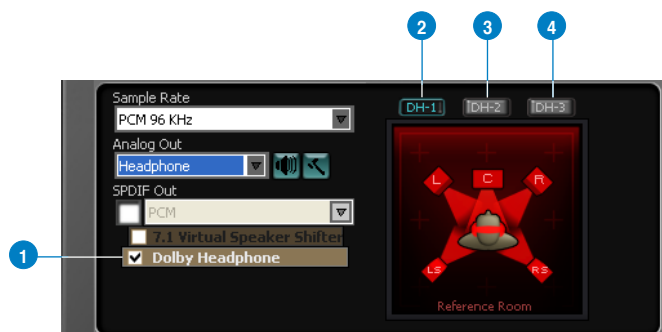 2 3 4
Sample Rate
PCM 96 KHz
Analog Out
Headphone
SPDIF Out
PCM
7.1 Virtual Speaker Shifter
1
Dolby Headphone
DH-1 DH-2 DH-3
L C R
LS RS
Reference Room